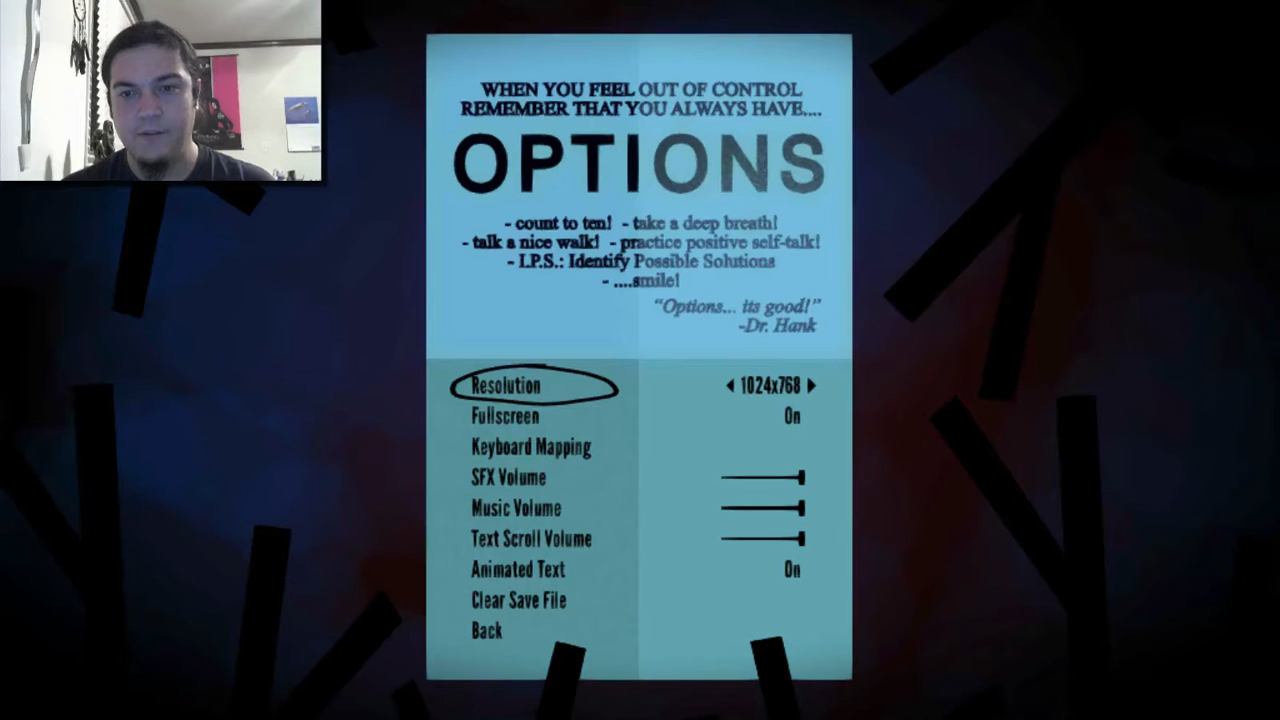 WHEN YOU FEEL OUT OF CONTROL
REMEMBER THAT YOU ALWAYS HAVE....
OPTIONS
- count to ten! - take a deep breath!
- talk a nice walk! - practice positive self-talk!
- I.P.S.: Identify Possible Solutions
- ....smile!
"Options... its good!"
-Dr. Hank
Resolution 1024x768
Fullscreen On
Keyboard Mapping
SFX Volume
Music Volume
Text Scroll Volume
Animated Text On
Clear Save File
Back